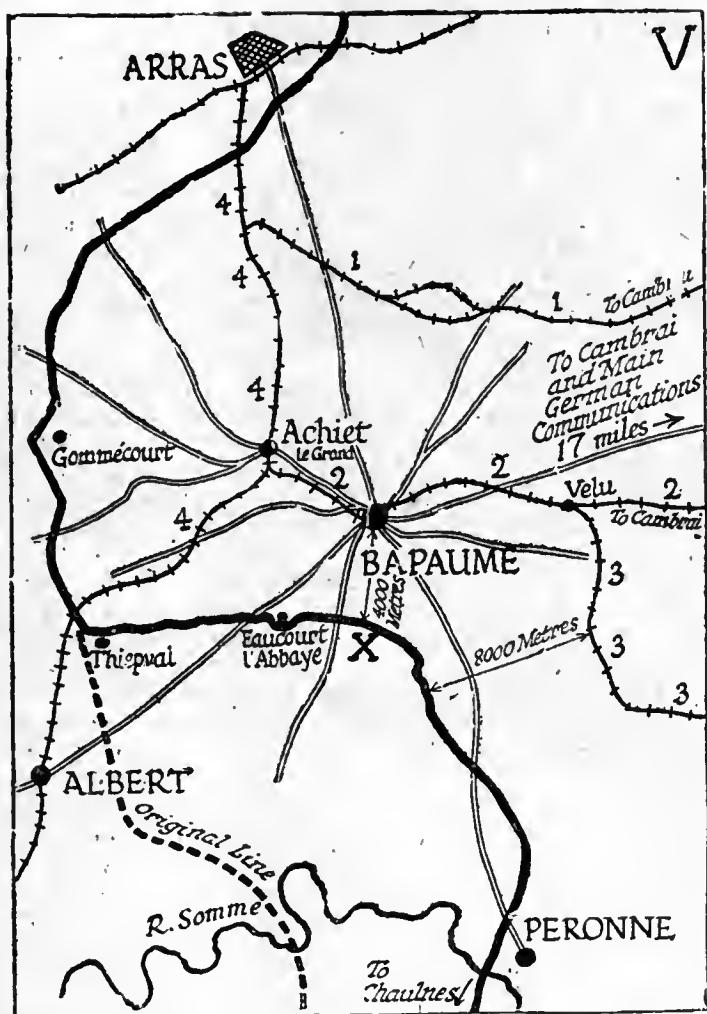 V
ARRAS
4
4
1
1
To Cambrai
To Cambrai
and Main
German
Communications
17 miles
4
Gommécourt
Achiet
Le Grand
2
2
Velu
2
To Cambrai
4
BAPAUME
4000
Metres
3
Thiepval
Eaucourt
l'Abbaye
X
8000 Metres
3
3
ALBERT
Original Line
R. Somme
PERONNE
To
Chaulnes